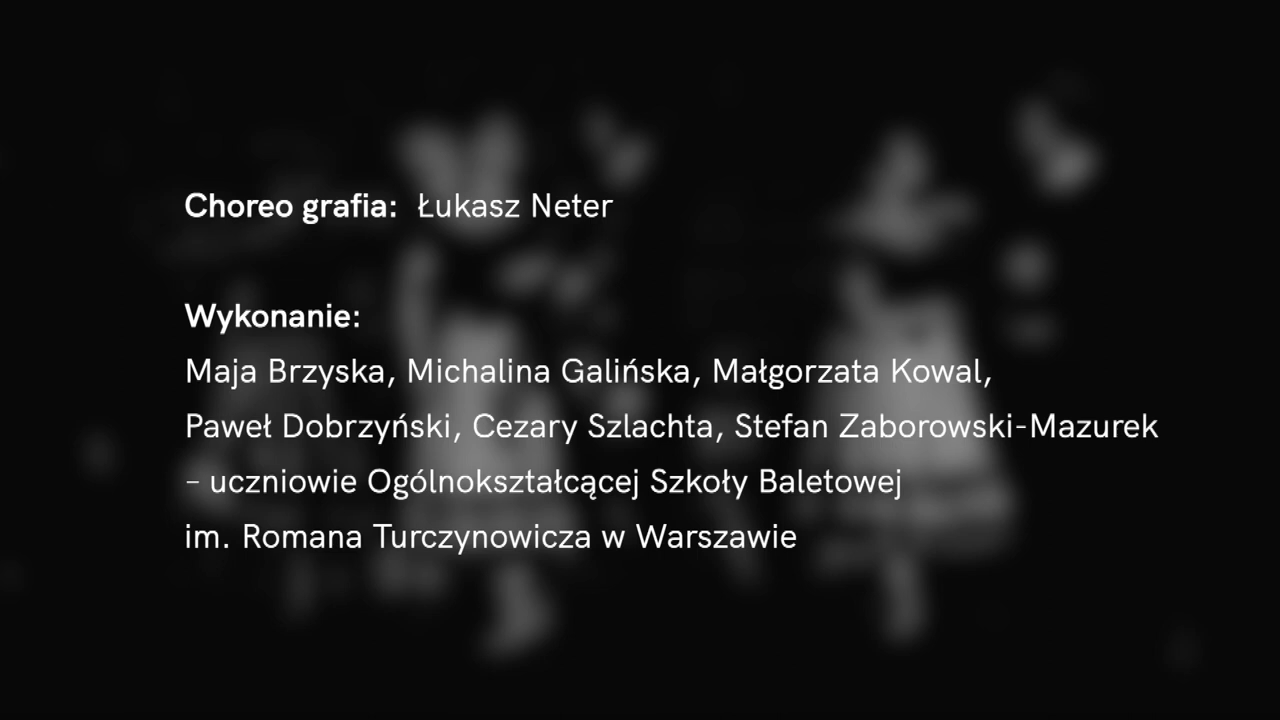 Choreo grafia: Łukasz Neter
Wykonanie:
Maja Brzyska, Michalina Galińska, Małgorzata Kowal,
Paweł Dobrzyński, Cezary Szlachta, Stefan Zaborowski-Mazurek
– uczniowie Ogólnokształcącej Szkoły Baletowej
im. Romana Turczynowicza w Warszawie